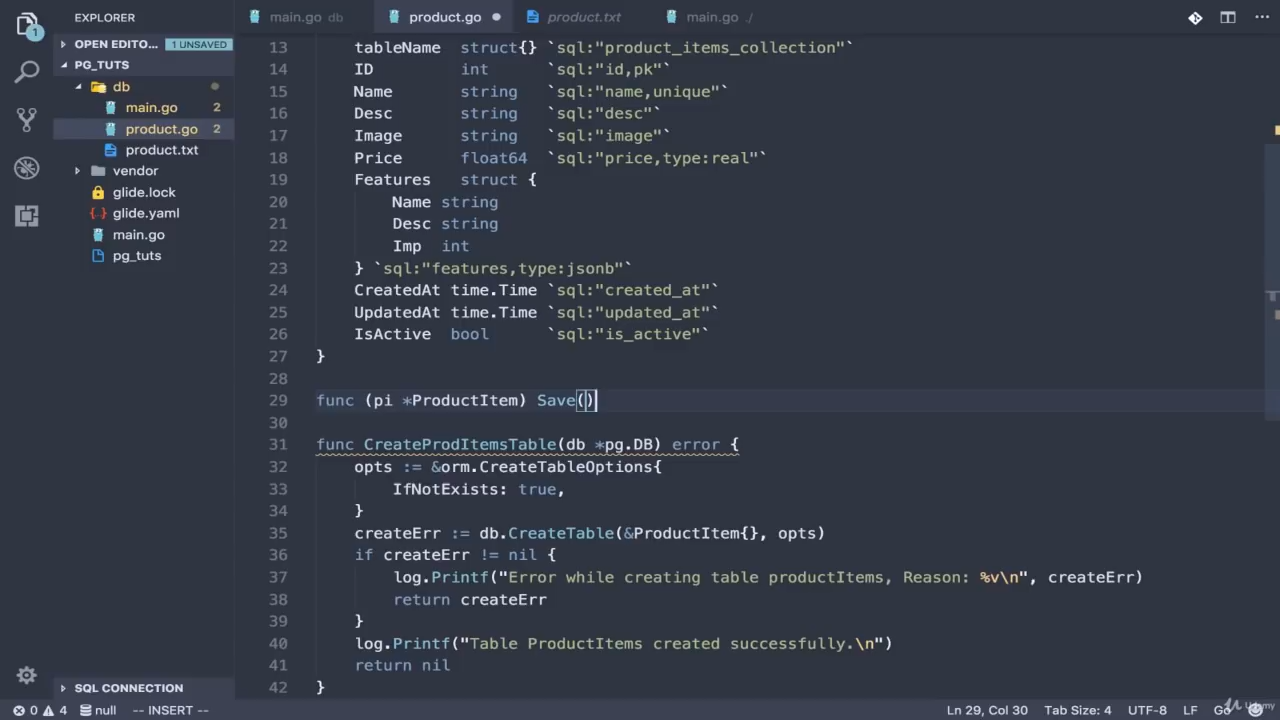 EXPLORER
main.go db
product.go
product.txt
main.go ./
OPEN EDITO... 1 UNSAVED
PG_TUTS
db
main.go 2
product.go 2
product.txt
vendor
glide.lock
glide.yaml
main.go
pg_tuts
1
13 tableName struct{} `sql:"product_items_collection"`
14 ID int `sql:"id,pk"`
15 Name string `sql:"name,unique"`
16 Desc string `sql:"desc"`
17 Image string `sql:"image"`
18 Price float64 `sql:"price,type:real"`
19 Features struct {
20 Name string
21 Desc string
22 Imp int
23 } `sql:"features,type:jsonb"`
24 CreatedAt time.Time `sql:"created_at"`
25 UpdatedAt time.Time `sql:"updated_at"`
26 IsActive bool `sql:"is_active"`
27 }
28
29 func (pi *ProductItem) Save()
30
31 func CreateProdItemsTable(db *pg.DB) error {
32 opts := &orm.CreateTableOptions{
33 IfNotExists: true,
34 }
35 createErr := db.CreateTable(&ProductItem{}, opts)
36 if createErr != nil {
37 log.Printf("Error while creating table productItems, Reason: %v\n", createErr)
38 return createErr
39 }
40 log.Printf("Table ProductItems created successfully.\n")
41 return nil
42 }
SQL CONNECTION
0 4 null -- INSERT --
Ln 29, Col 30 Tab Size: 4 UTF-8 LF Go
Udemy